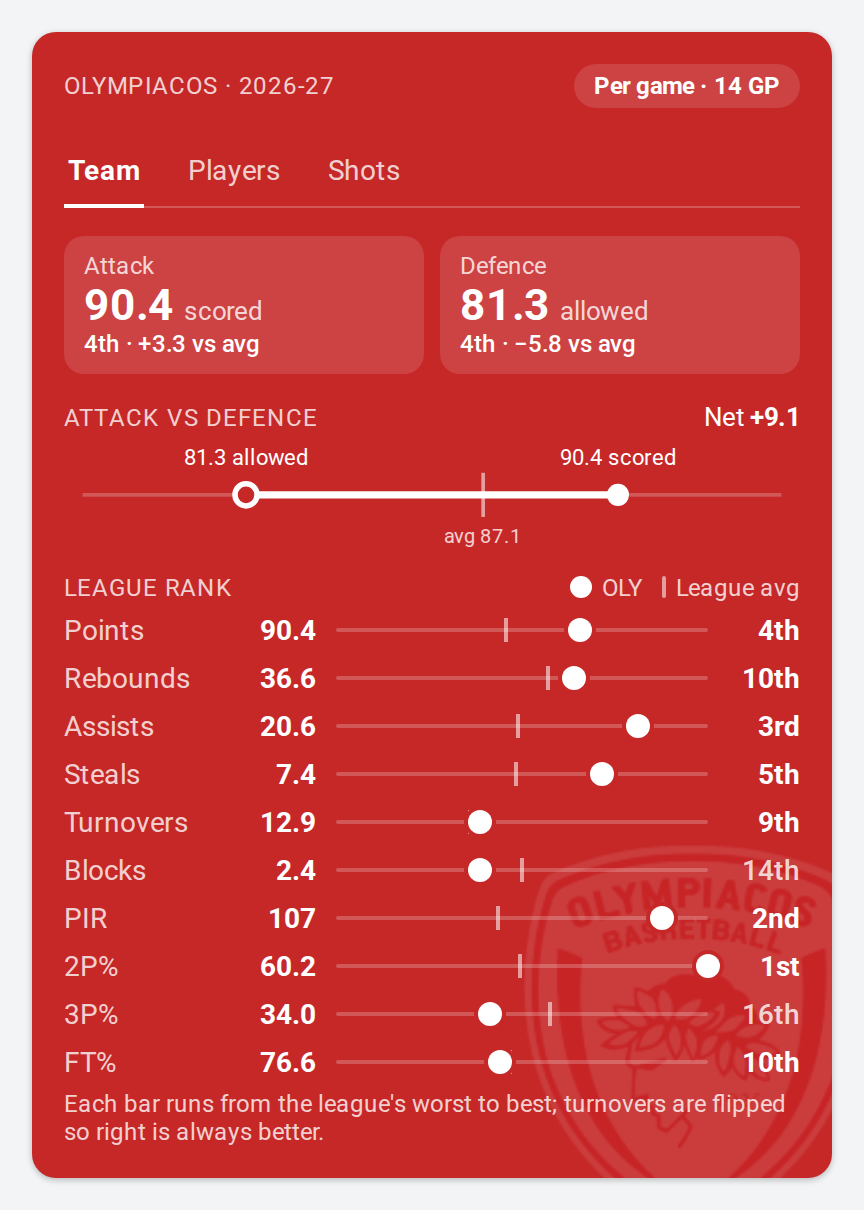 OLYMPIACOS · 2026-27
Per game · 14 GP
Team Players Shots
Attack
90.4 scored
4th · +3.3 vs avg
Defence
81.3 allowed
4th · −5.8 vs avg
ATTACK VS DEFENCE
Net +9.1
81.3 allowed
90.4 scored
avg 87.1
LEAGUE RANK
OLY
League avg
Points 90.4 4th
Rebounds 36.6 10th
Assists 20.6 3rd
Steals 7.4 5th
Turnovers 12.9 9th
Blocks 2.4 14th
PIR 107 2nd
2P% 60.2 1st
3P% 34.0 16th
FT% 76.6 10th
OLYMPIACOS
BASKETBALL
Each bar runs from the league's worst to best; turnovers are flipped
so right is always better.